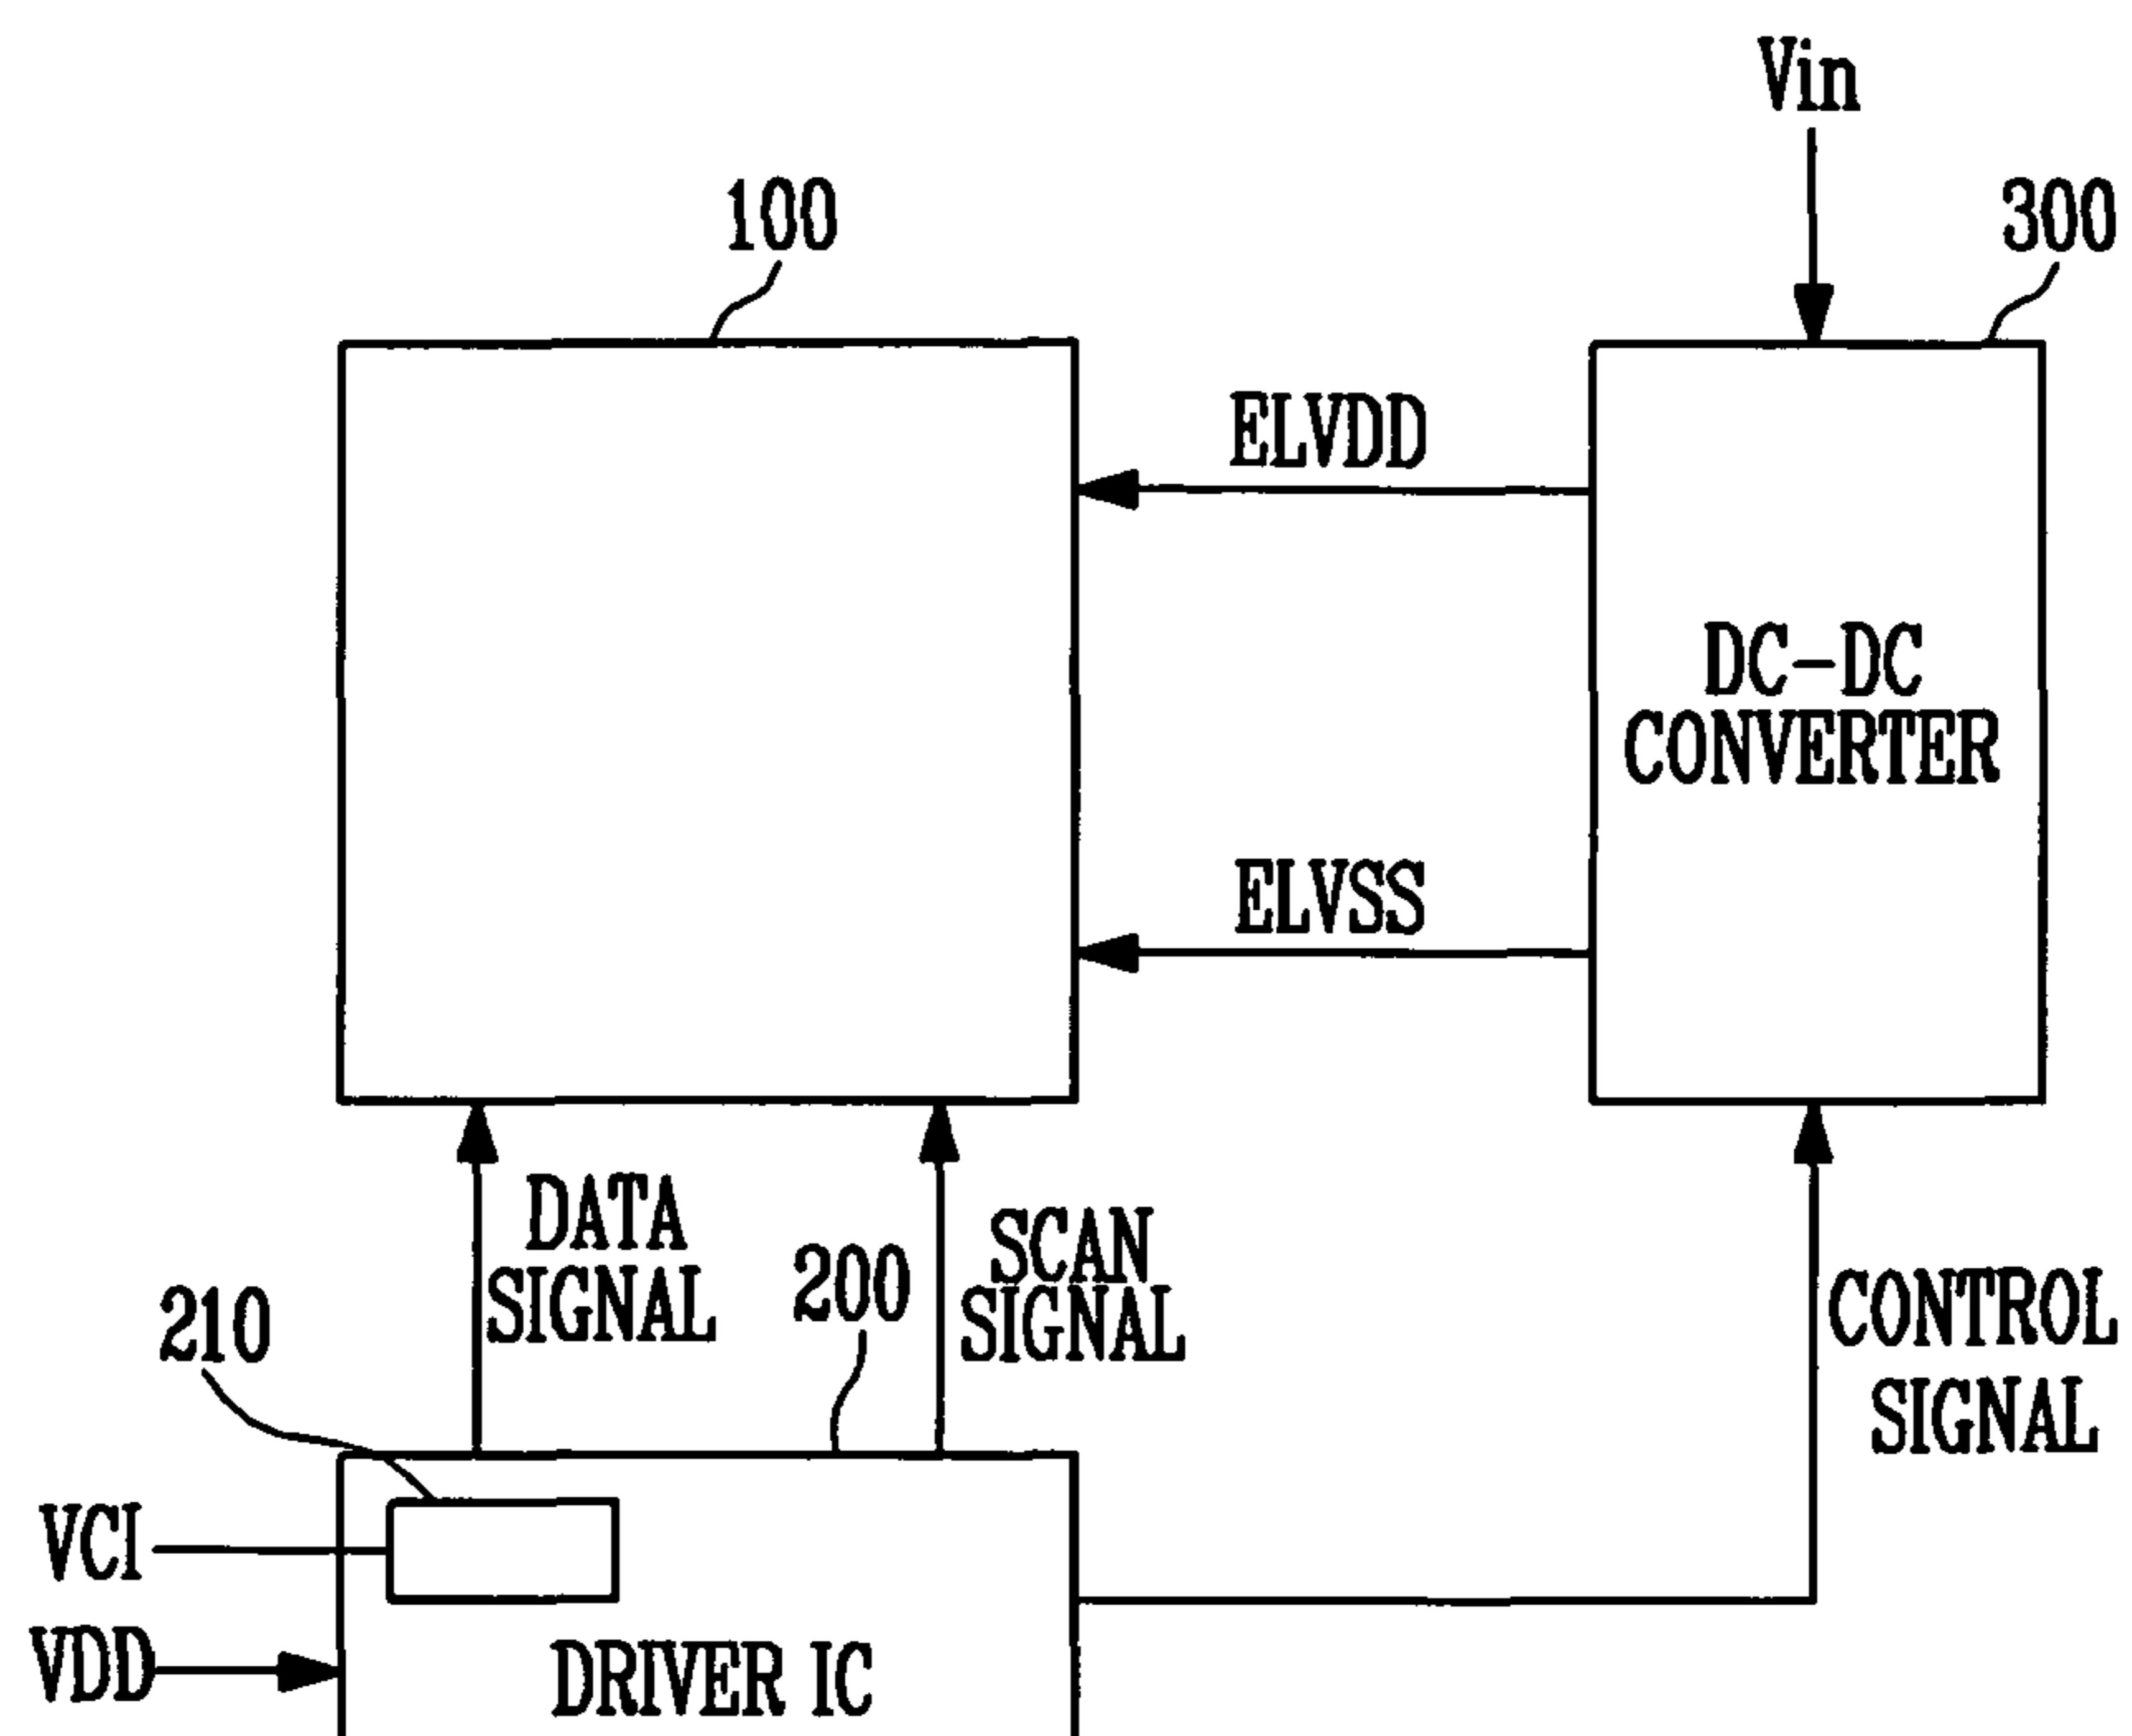 Vin
100
300
ELVDD
DC-DC
CONVERTER
ELVSS
DATA
SIGNAL
SCAN
SIGNAL
200
210
CONTROL
SIGNAL
VCI
VDD
DRIVER IC